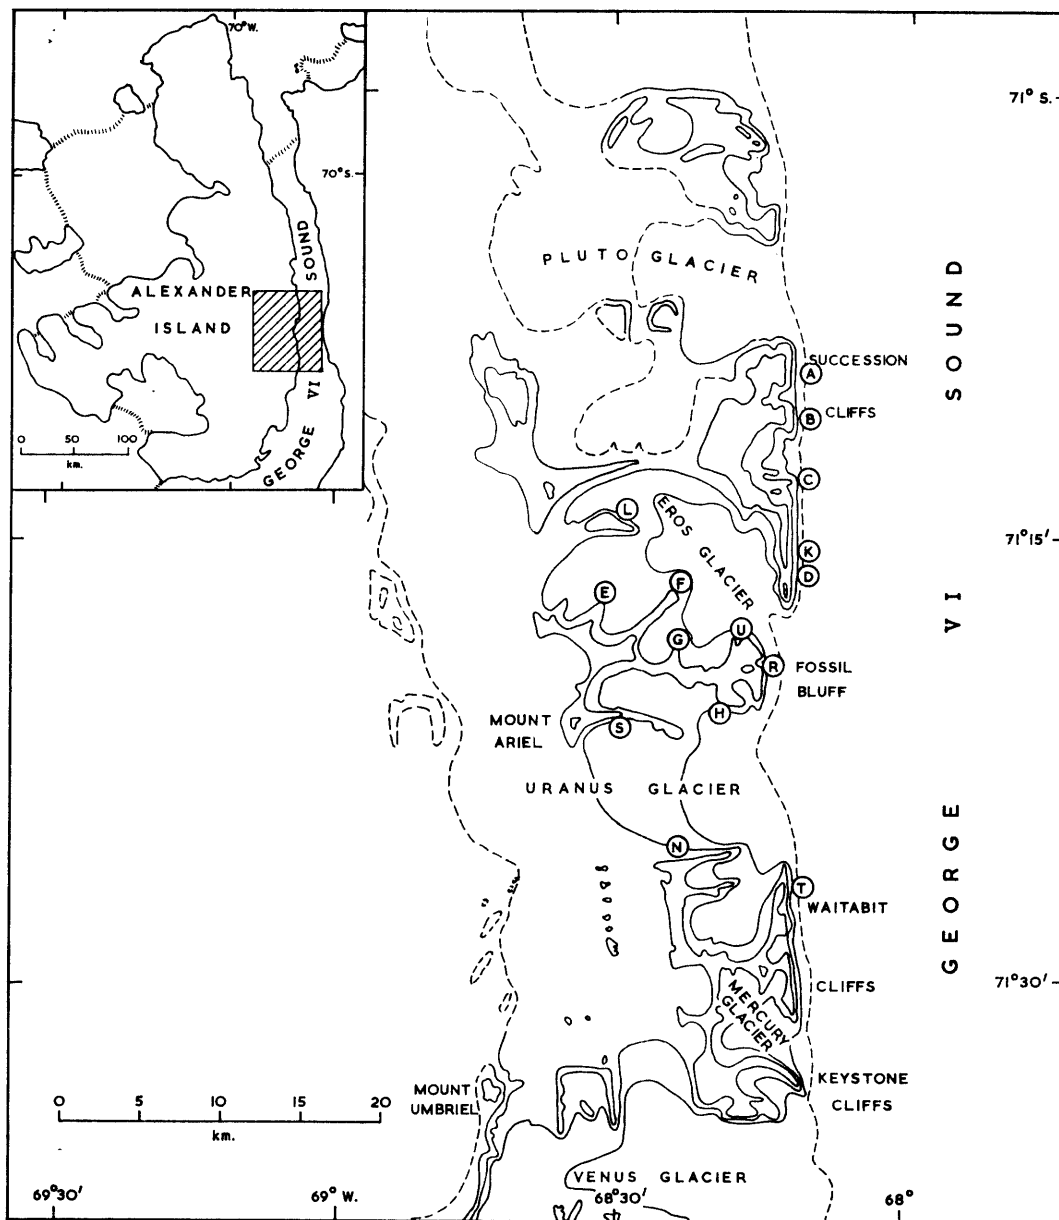 70° W.
70° S.
SOUND
ALEXANDER
ISLAND
VI
GEORGE
0 50 100
km.
71° S.
PLUTO GLACIER
SOUND
SUCCESSION
A
B
CLIFFS
C
L
EROS GLACIER
71° 15'
K
D
E
F
VI
G
U
R
FOSSIL
BLUFF
H
MOUNT
ARIEL
S
URANUS GLACIER
GEORGE
N
T
WAITABIT
71° 30'
CLIFFS
MERCURY
GLACIER
KEYSTONE
CLIFFS
MOUNT
UMBRIEL
0 5 10 15 20
km.
VENUS GLACIER
69° 30'
69° W.
68° 30'
68°